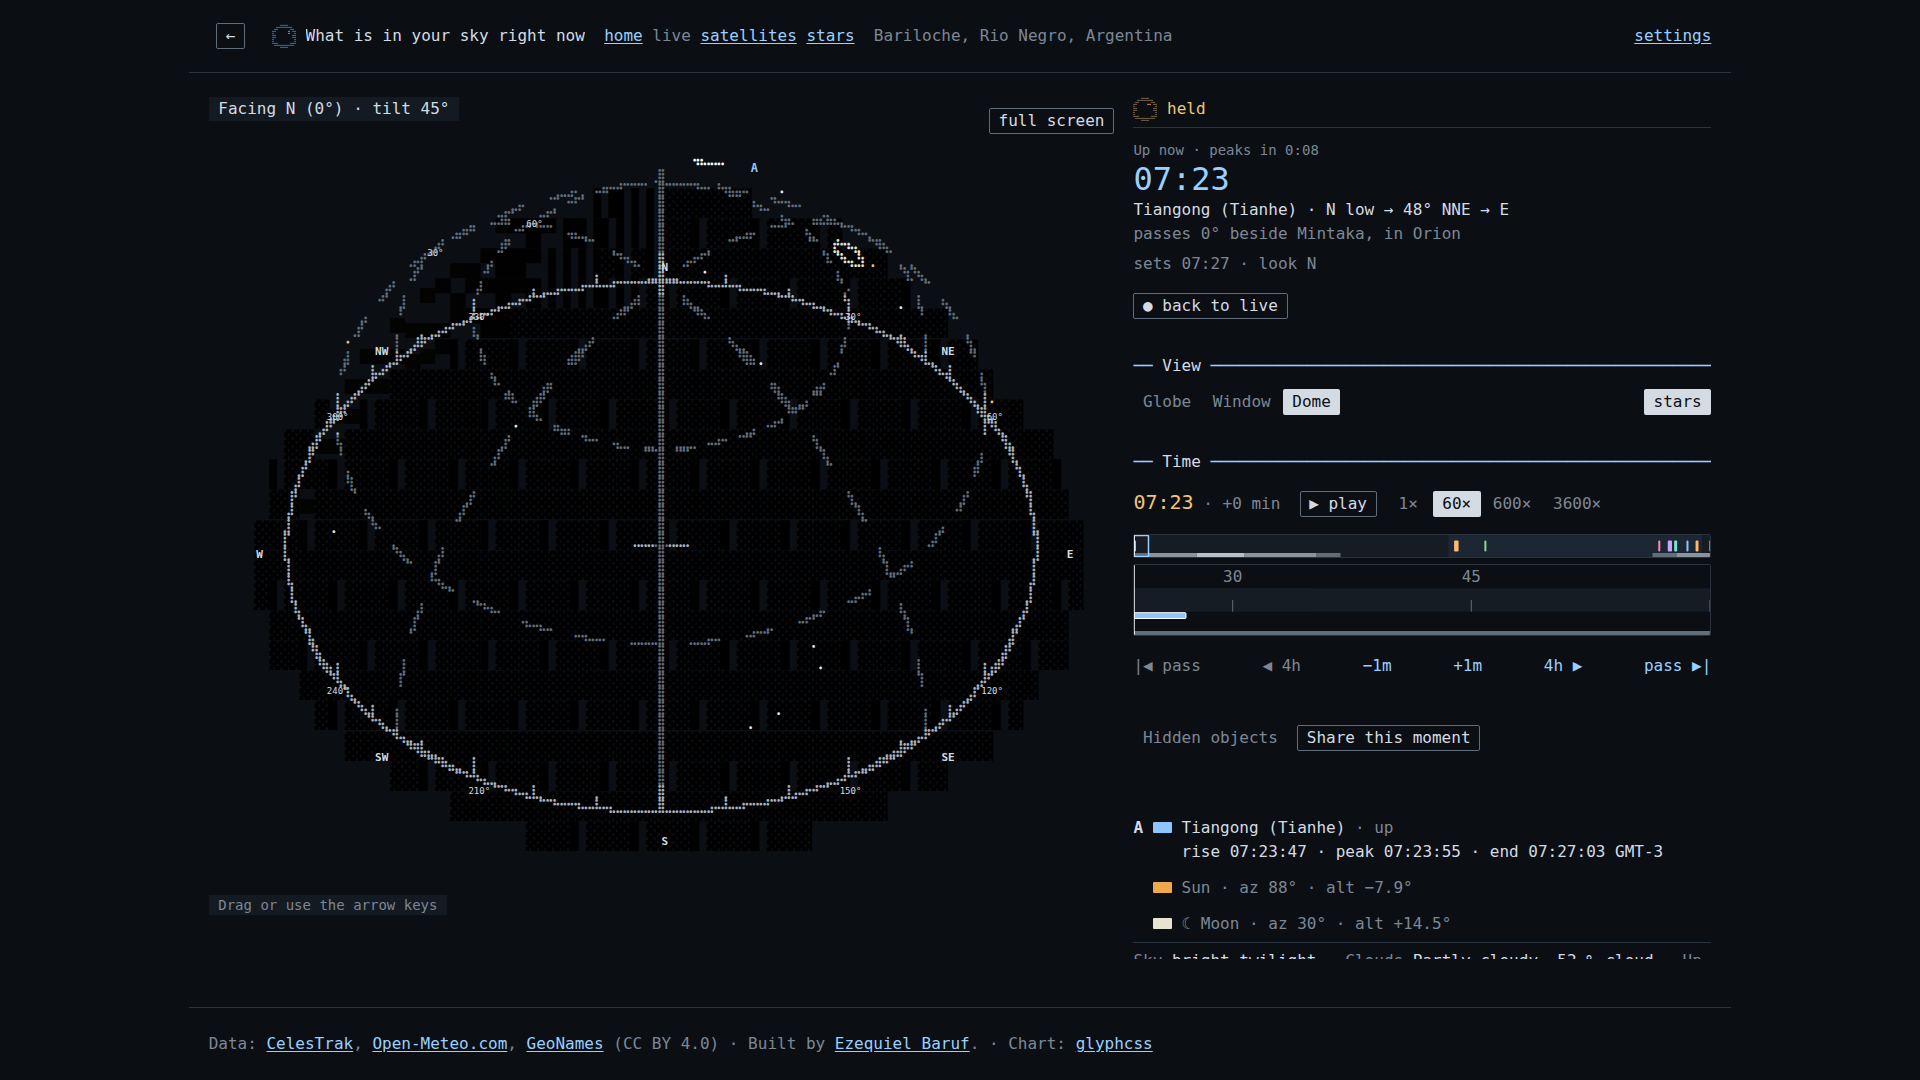 ← What is in your sky right now home live satellites stars Bariloche, Rio Negro, Argentina settings
Facing N (0°) · tilt 45°
full screen
A
60°
30°
N
330°
30°
NW
NE
60°
W
E
240°
120°
SW
SE
210°
150°
S
Drag or use the arrow keys
held
Up now · peaks in 0:08
07:23
Tiangong (Tianhe) · N low → 48° NNE → E
passes 0° beside Mintaka, in Orion
sets 07:27 · look N
● back to live
View
Globe Window Dome stars
Time
07:23 · +0 min ▶ play 1× 60× 600× 3600×
30 45
|◀ pass ◀ 4h −1m +1m 4h ▶ pass ▶|
Hidden objects Share this moment
A Tiangong (Tianhe) · up
rise 07:23:47 · peak 07:23:55 · end 07:27:03 GMT-3
Sun · az 88° · alt −7.9°
☾ Moon · az 30° · alt +14.5°
Data: CelesTrak, Open-Meteo.com, GeoNames (CC BY 4.0) · Built by Ezequiel Baruf. · Chart: glyphcss